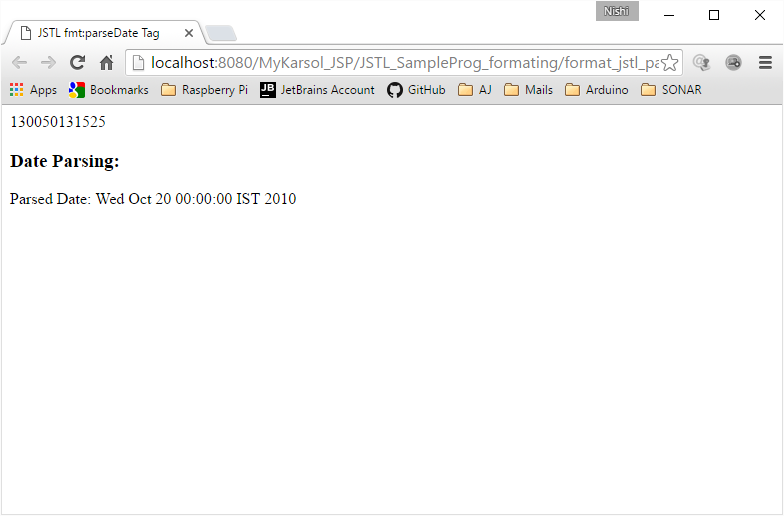 Nishi
JSTL fmt:parseDate Tag
localhost:8080/MyKarsol_JSP/JSTL_SampleProg_formating/format_jstl_pa
Apps Bookmarks Raspberry Pi JB JetBrains Account GitHub AJ Mails Arduino SONAR
130050131525
Date Parsing:
Parsed Date: Wed Oct 20 00:00:00 IST 2010